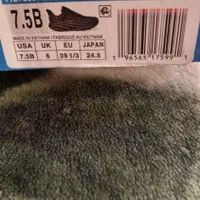 7.5B
MADE IN VIETNAM / FABRIQUÉ AU VIETNAM
USA UK EU JAPAN
7.5B 6 39 1/3 24.5
1 96565 17599